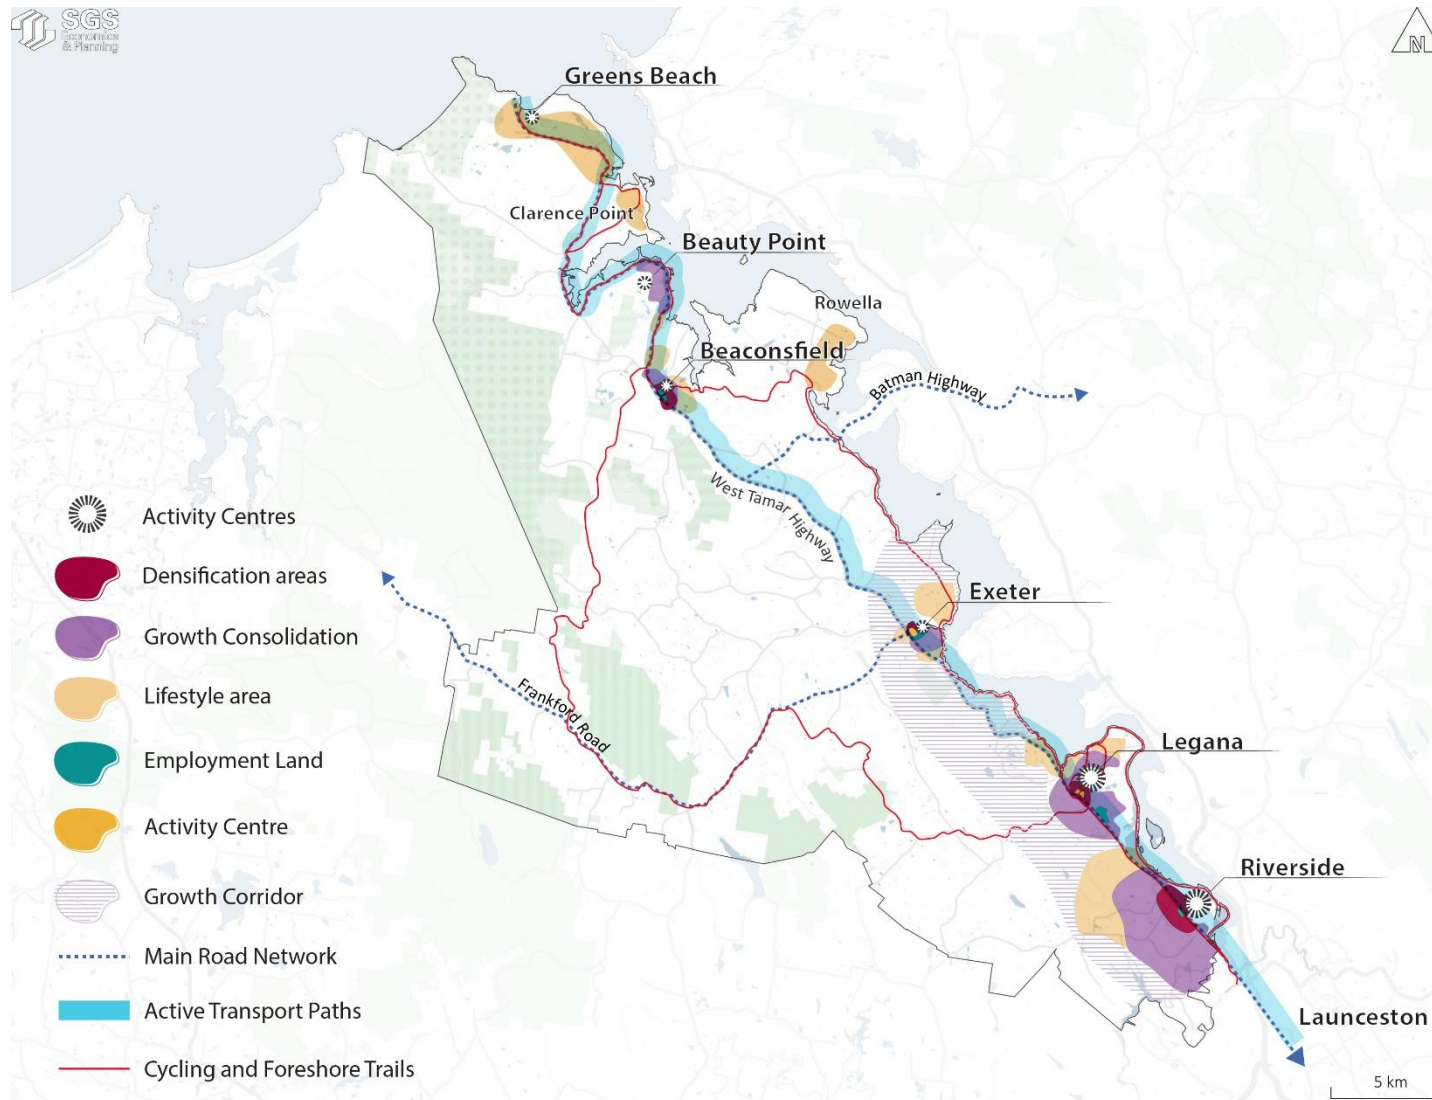 SGS
Economics
& Planning
N
Greens Beach
Clarence Point
Beauty Point
Rowella
Beaconsfield
Batman Highway
West Tamar Highway
Exeter
Frankford Road
Legana
Riverside
Launceston
Activity Centres
Densification areas
Growth Consolidation
Lifestyle area
Employment Land
Activity Centre
Growth Corridor
Main Road Network
Active Transport Paths
Cycling and Foreshore Trails
5 km